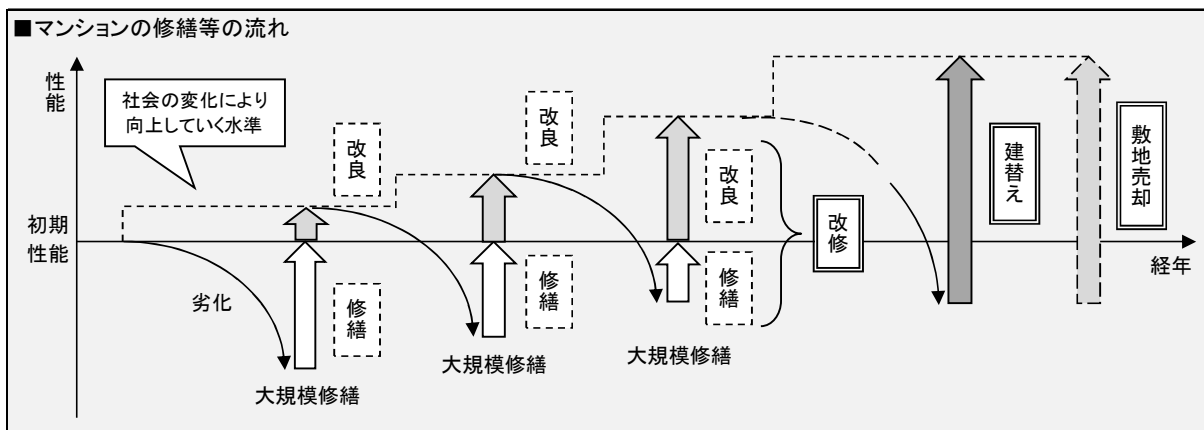 ■マンションの修繕等の流れ
性能
社会の変化により
向上していく水準
改良
改良
改良
建替え
敷地売却
初期
性能
改修
経年
劣化
修繕
修繕
修繕
大規模修繕
大規模修繕
大規模修繕